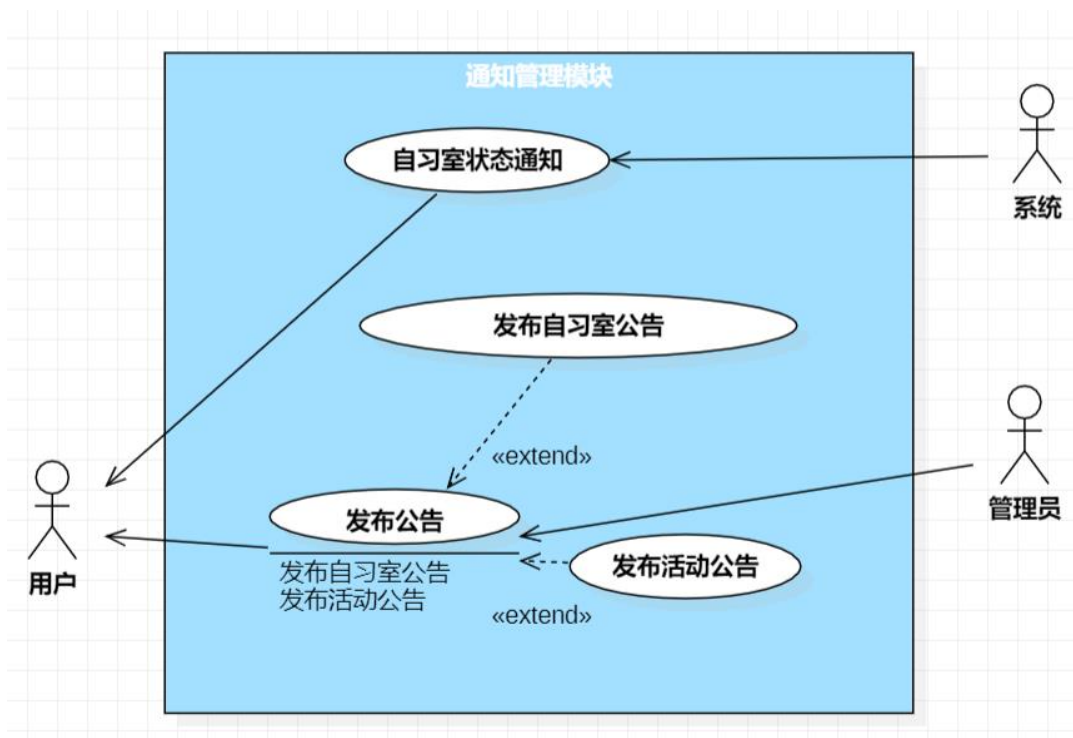 通知管理模块
自习室状态通知
系统
发布自习室公告
«extend»
管理员
发布公告
发布活动公告
用户
发布自习室公告
发布活动公告
«extend»